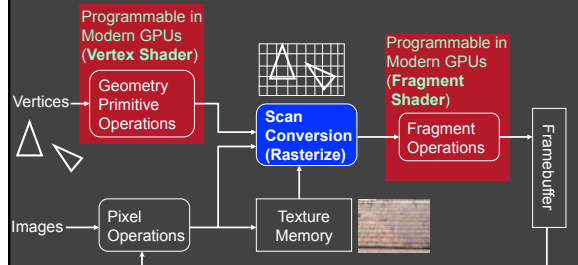 Programmable in
Modern GPUs
(Vertex Shader)
Programmable in
Modern GPUs
(Fragment
Shader)
Vertices
Geometry
Primitive
Operations
Scan
Conversion
(Rasterize)
Fragment
Operations
Framebuffer
Images
Pixel
Operations
Texture
Memory